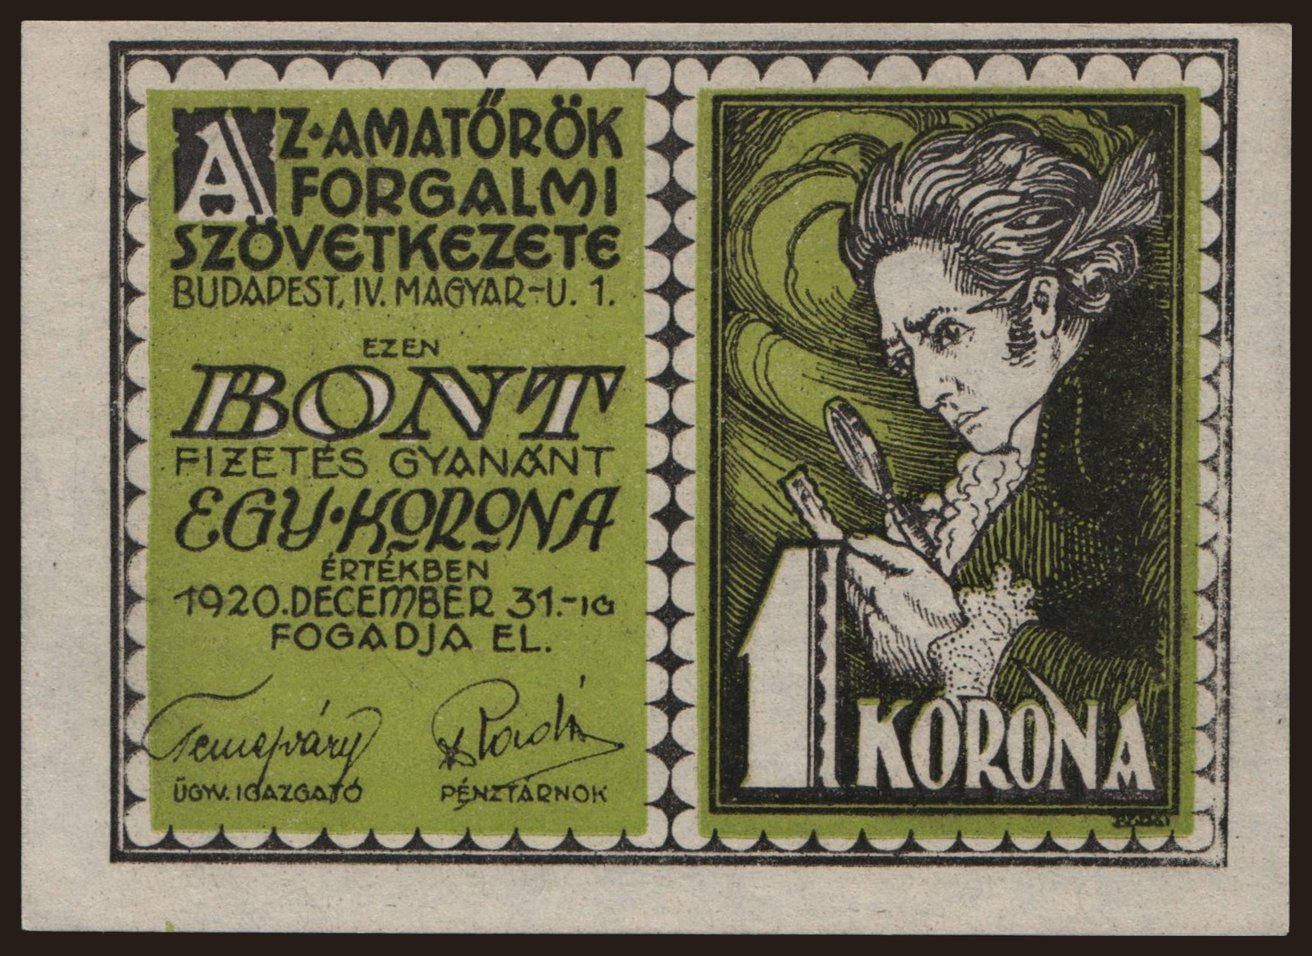 AZ·AMATŐRÖK
FORGALMI
SZÖVETKEZETE
BUDAPEST, IV. MAGYAR-U. 1.
EZEN
BONT
FIZETÉS GYANÁNT
EGY·KORONA
ÉRTÉKBEN
1920. DECEMBER 31.-IG
FOGADJA EL.
Temesváry
ÜGYV. IGAZGATÓ
PÉNZTÁRNOK
1 KORONA